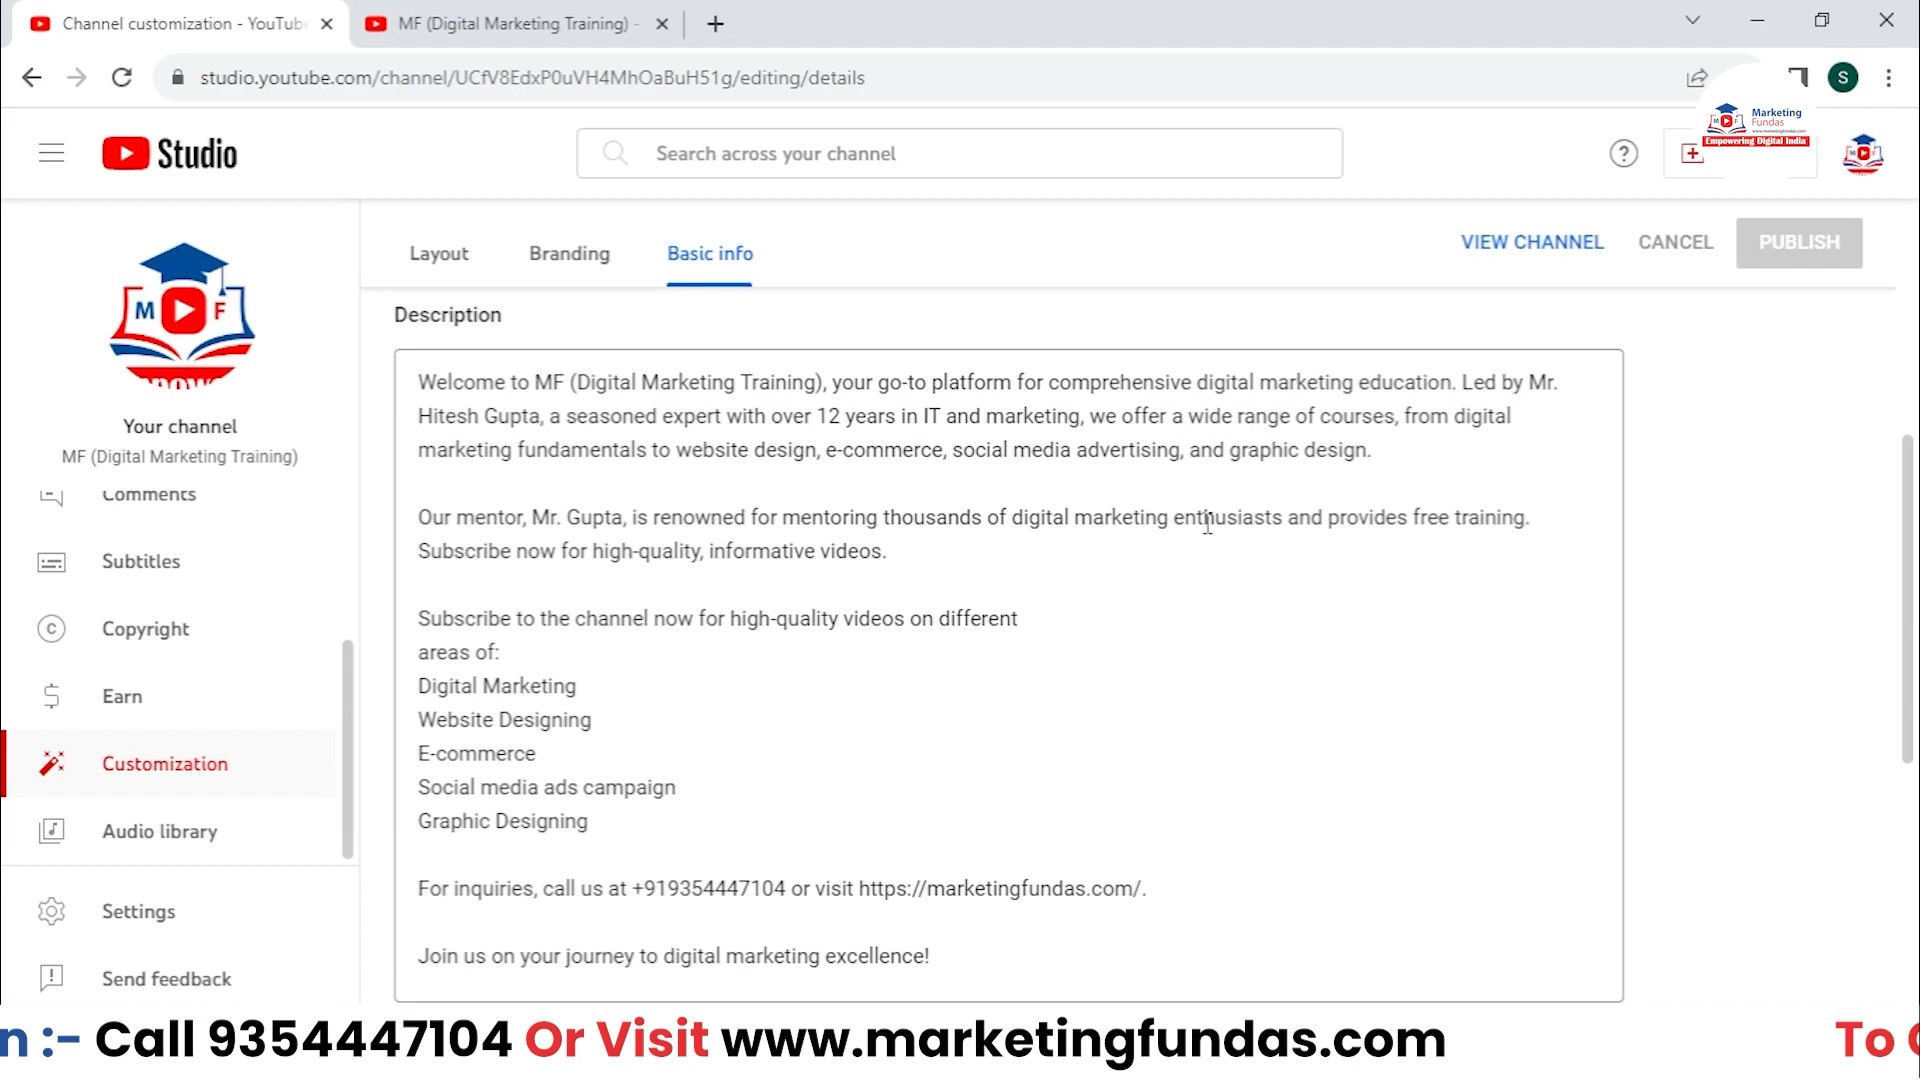 Channel customization - YouTube
MF (Digital Marketing Training) -
studio.youtube.com/channel/UCfV8EdxP0uVH4MhOaBuH51g/editing/details
S
Marketing
Fundas
www.marketingfundas.com
Empowering Digital India
Studio
Search across your channel
Layout
Branding
Basic info
VIEW CHANNEL
CANCEL
PUBLISH
M F
Your channel
MF (Digital Marketing Training)
Comments
Subtitles
Copyright
Earn
Customization
Audio library
Settings
Send feedback
Description
Welcome to MF (Digital Marketing Training), your go-to platform for comprehensive digital marketing education. Led by Mr.
Hitesh Gupta, a seasoned expert with over 12 years in IT and marketing, we offer a wide range of courses, from digital
marketing fundamentals to website design, e-commerce, social media advertising, and graphic design.
Our mentor, Mr. Gupta, is renowned for mentoring thousands of digital marketing enthusiasts and provides free training.
Subscribe now for high-quality, informative videos.
Subscribe to the channel now for high-quality videos on different
areas of:
Digital Marketing
Website Designing
E-commerce
Social media ads campaign
Graphic Designing
For inquiries, call us at +919354447104 or visit https://marketingfundas.com/.
Join us on your journey to digital marketing excellence!
n :- Call 9354447104 Or Visit www.marketingfundas.com
To